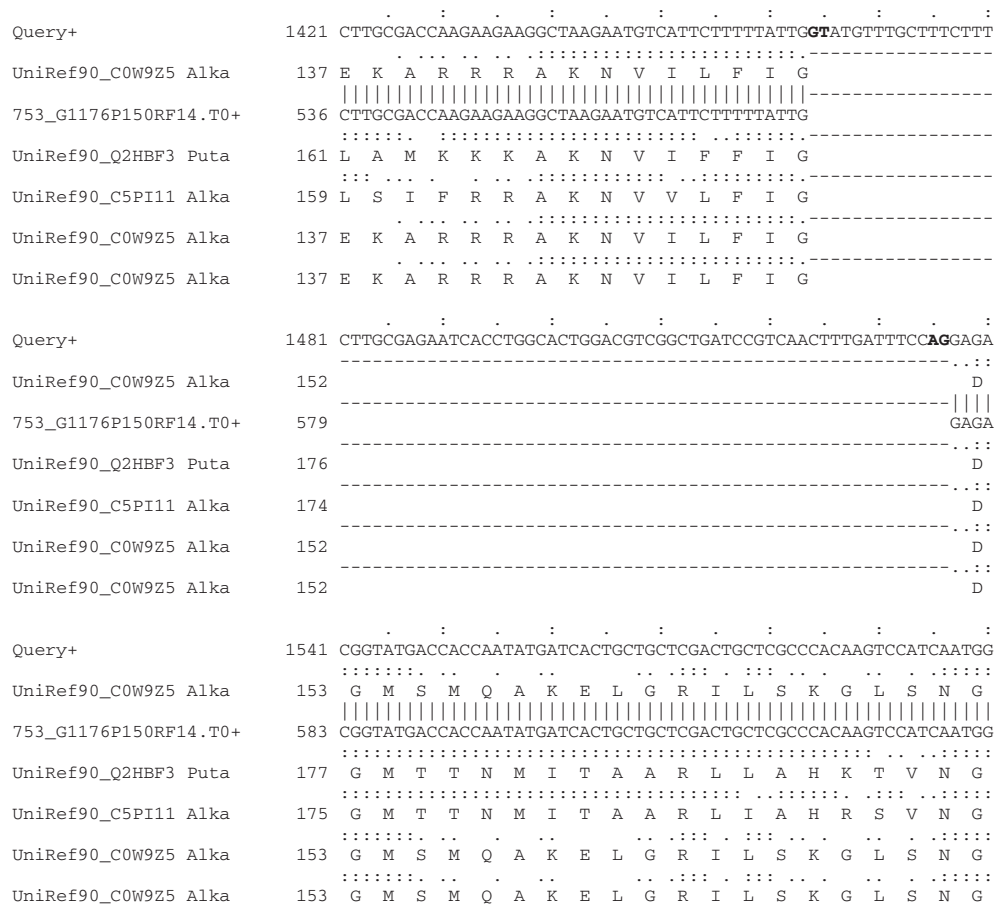 Query+ 1421 CTTGCGACCAAGAAGAAGGCTAAGAATGTCATTCTTTTTATTGGTATGTTTGCTTTCTTT
UniRef90_C0W9Z5 Alka 137 E K A R R R A K N V I L F I G
753_G1176P150RF14.T0+ 536 CTTGCGACCAAGAAGAAGGCTAAGAATGTCATTCTTTTTATTG
UniRef90_Q2HBF3 Puta 161 L A M K K K A K N V I F F I G
UniRef90_C5PI11 Alka 159 L S I F R R A K N V V L F I G
UniRef90_C0W9Z5 Alka 137 E K A R R R A K N V I L F I G
UniRef90_C0W9Z5 Alka 137 E K A R R R A K N V I L F I G
Query+ 1481 CTTGCGAGAATCACCTGGCACTGGACGTCGGCTGATCCGTCAACTTTGATTTCCAGGAGA
UniRef90_C0W9Z5 Alka 152 D
753_G1176P150RF14.T0+ 579 GAGA
UniRef90_Q2HBF3 Puta 176 D
UniRef90_C5PI11 Alka 174 D
UniRef90_C0W9Z5 Alka 152 D
UniRef90_C0W9Z5 Alka 152 D
Query+ 1541 CGGTATGACCACCAATATGATCACTGCTGCTCGACTGCTCGCCCACAAGTCCATCAATGG
UniRef90_C0W9Z5 Alka 153 G M S M Q A K E L G R I L S K G L S N G
753_G1176P150RF14.T0+ 583 CGGTATGACCACCAATATGATCACTGCTGCTCGACTGCTCGCCCACAAGTCCATCAATGG
UniRef90_Q2HBF3 Puta 177 G M T T N M I T A A R L L A H K T V N G
UniRef90_C5PI11 Alka 175 G M T T N M I T A A R L I A H R S V N G
UniRef90_C0W9Z5 Alka 153 G M S M Q A K E L G R I L S K G L S N G
UniRef90_C0W9Z5 Alka 153 G M S M Q A K E L G R I L S K G L S N G